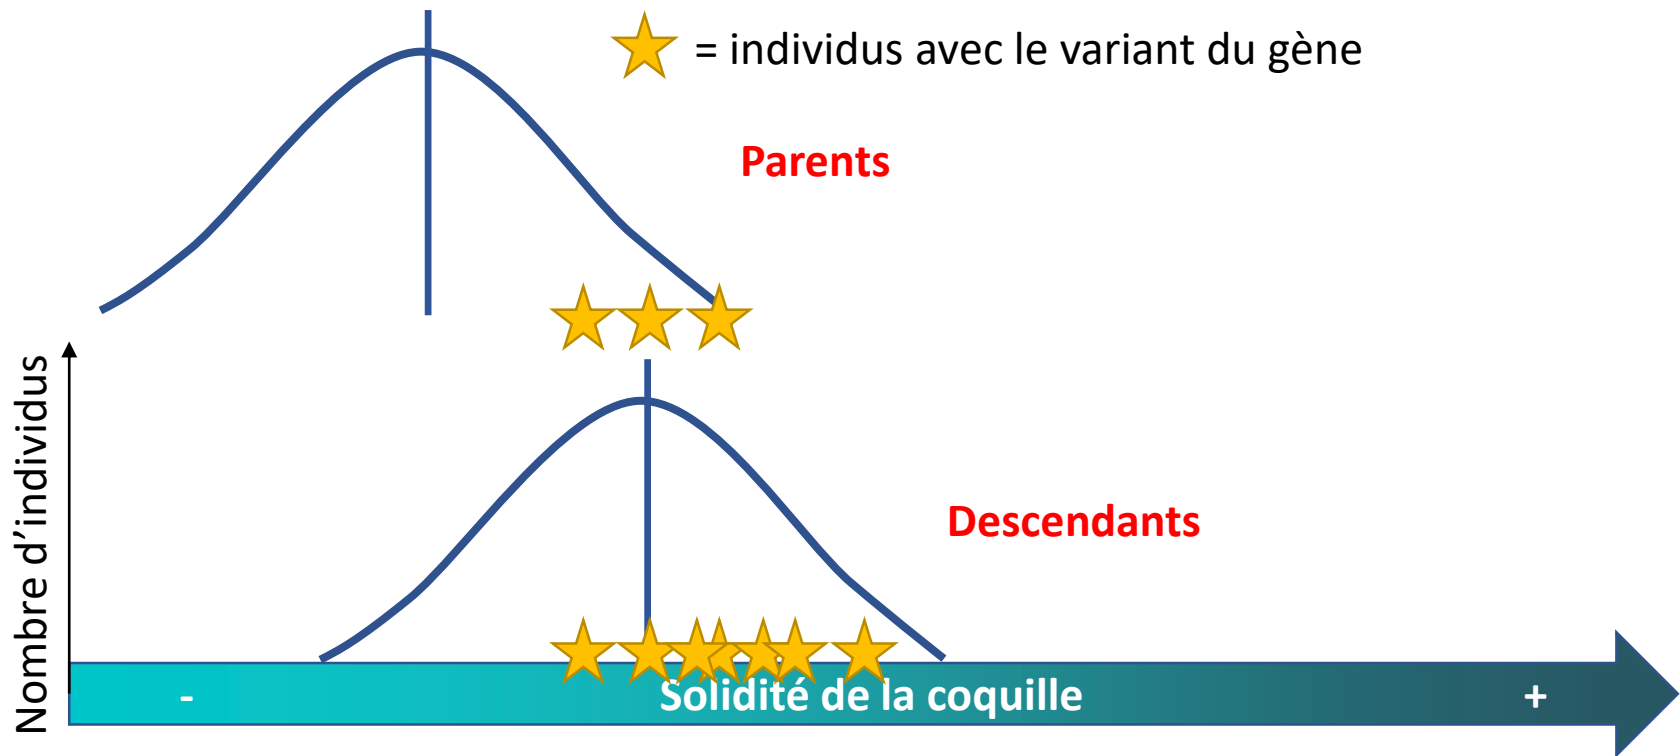 = individus avec le variant du gène
Parents
Nombre d’individus
Descendants
- Solidité de la coquille +